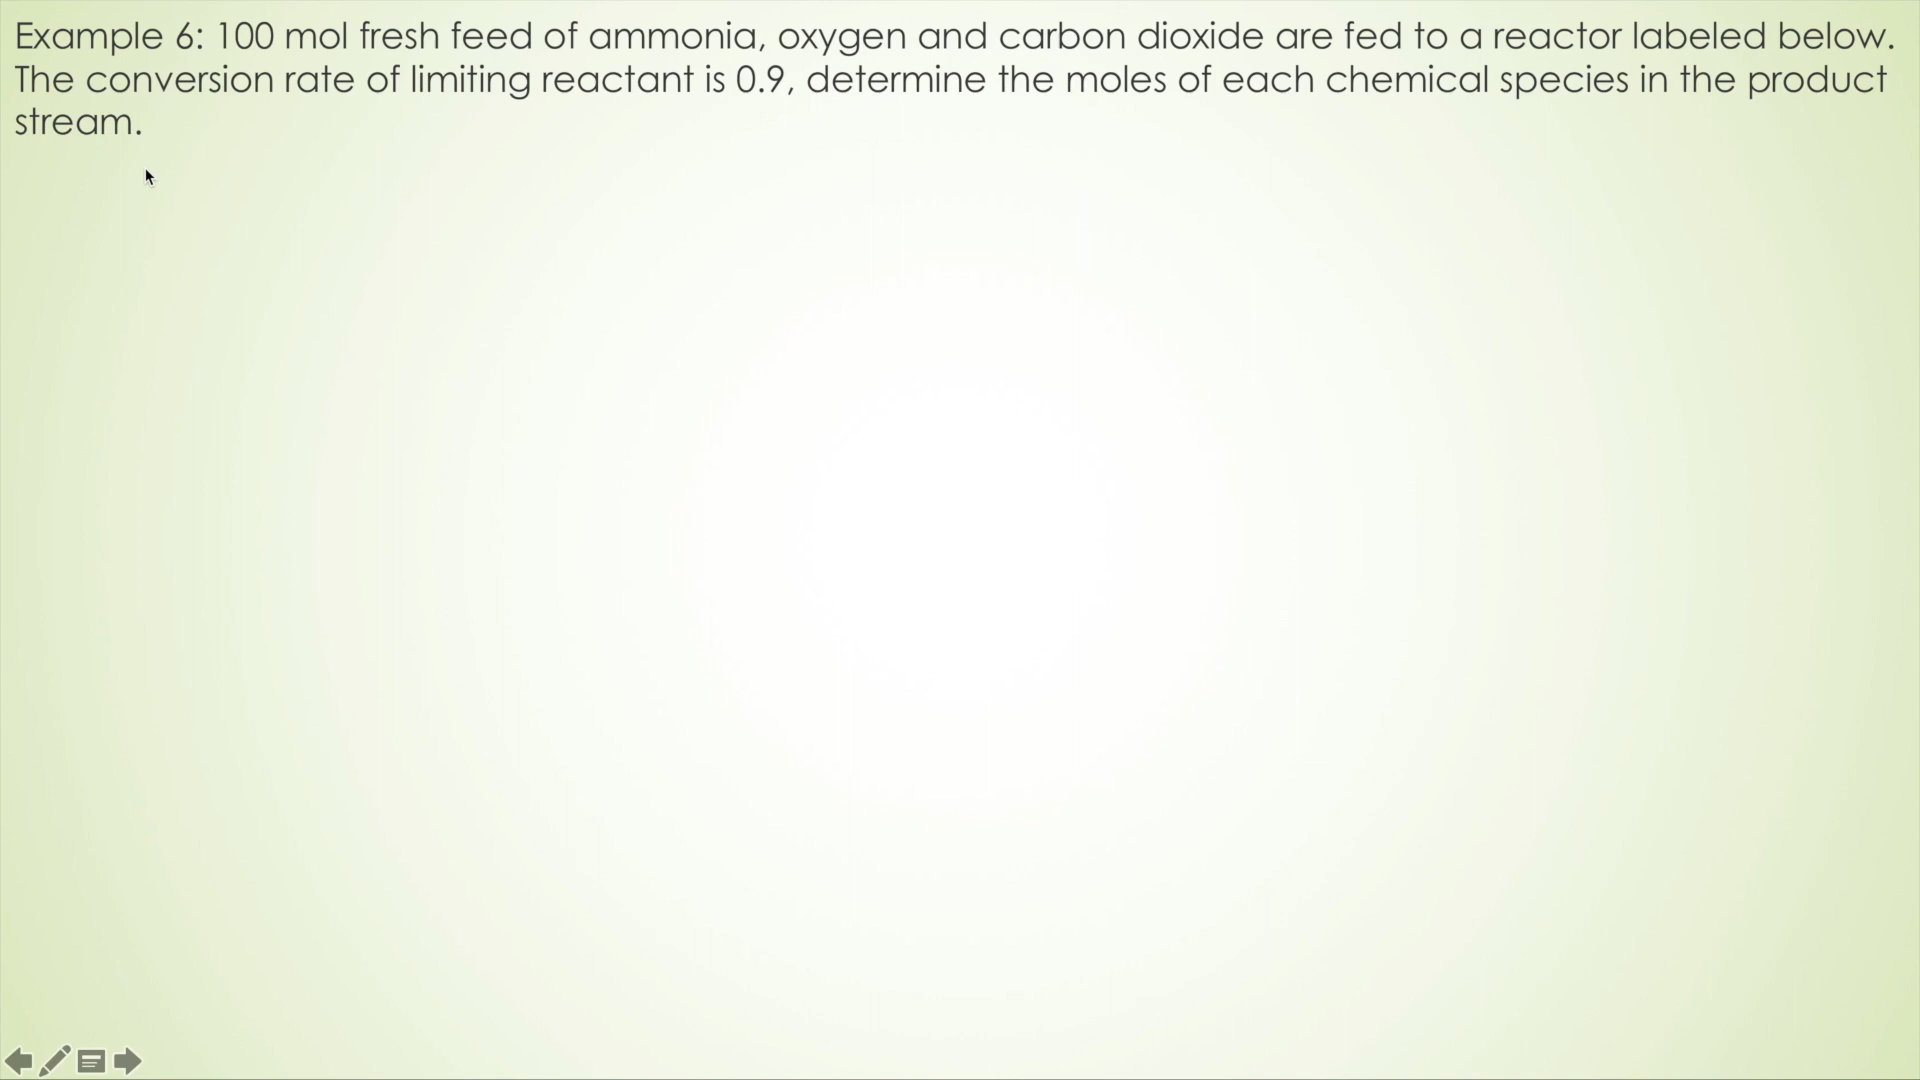 Example 6: 100 mol fresh feed of ammonia, oxygen and carbon dioxide are fed to a reactor labeled below.
The conversion rate of limiting reactant is 0.9, determine the moles of each chemical species in the product
stream.